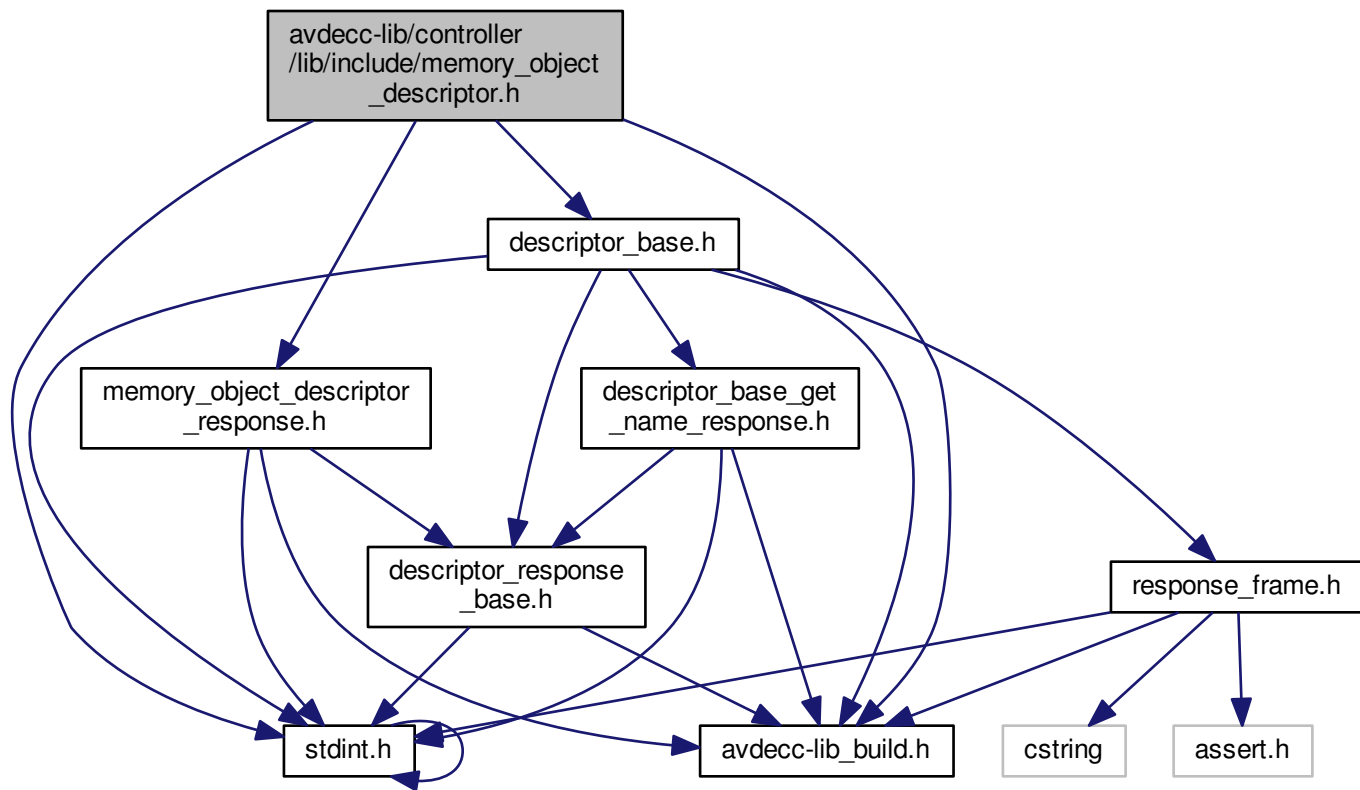 avdecc-lib/controller
/lib/include/memory_object
_descriptor.h
descriptor_base.h
memory_object_descriptor
_response.h
descriptor_base_get
_name_response.h
descriptor_response
_base.h
response_frame.h
stdint.h
avdecc-lib_build.h
cstring
assert.h